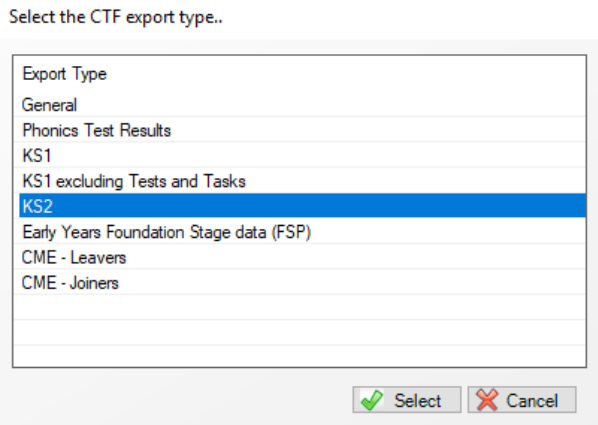 Select the CTF export type..
Export Type
General
Phonics Test Results
KS1
KS1 excluding Tests and Tasks
KS2
Early Years Foundation Stage data (FSP)
CME - Leavers
CME - Joiners
Select Cancel